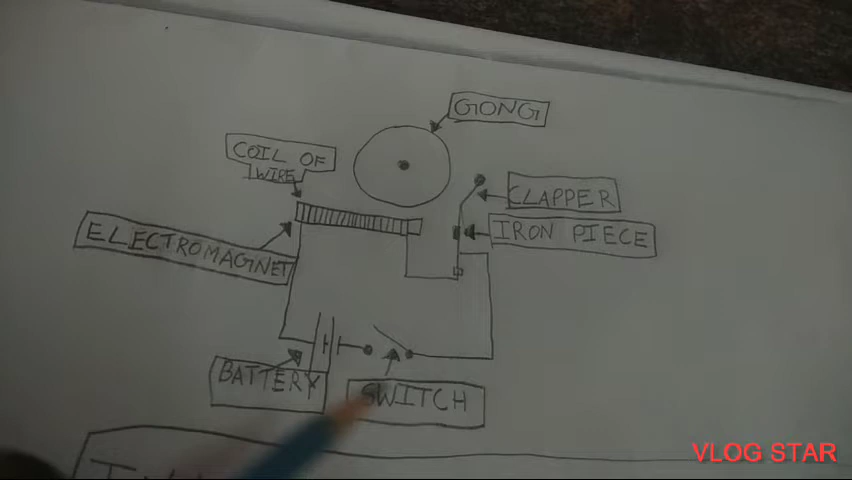 GONG
COIL OF
WIRE
CLAPPER
IRON PIECE
ELECTROMAGNET
BATTERY
SWITCH
VLOG STAR